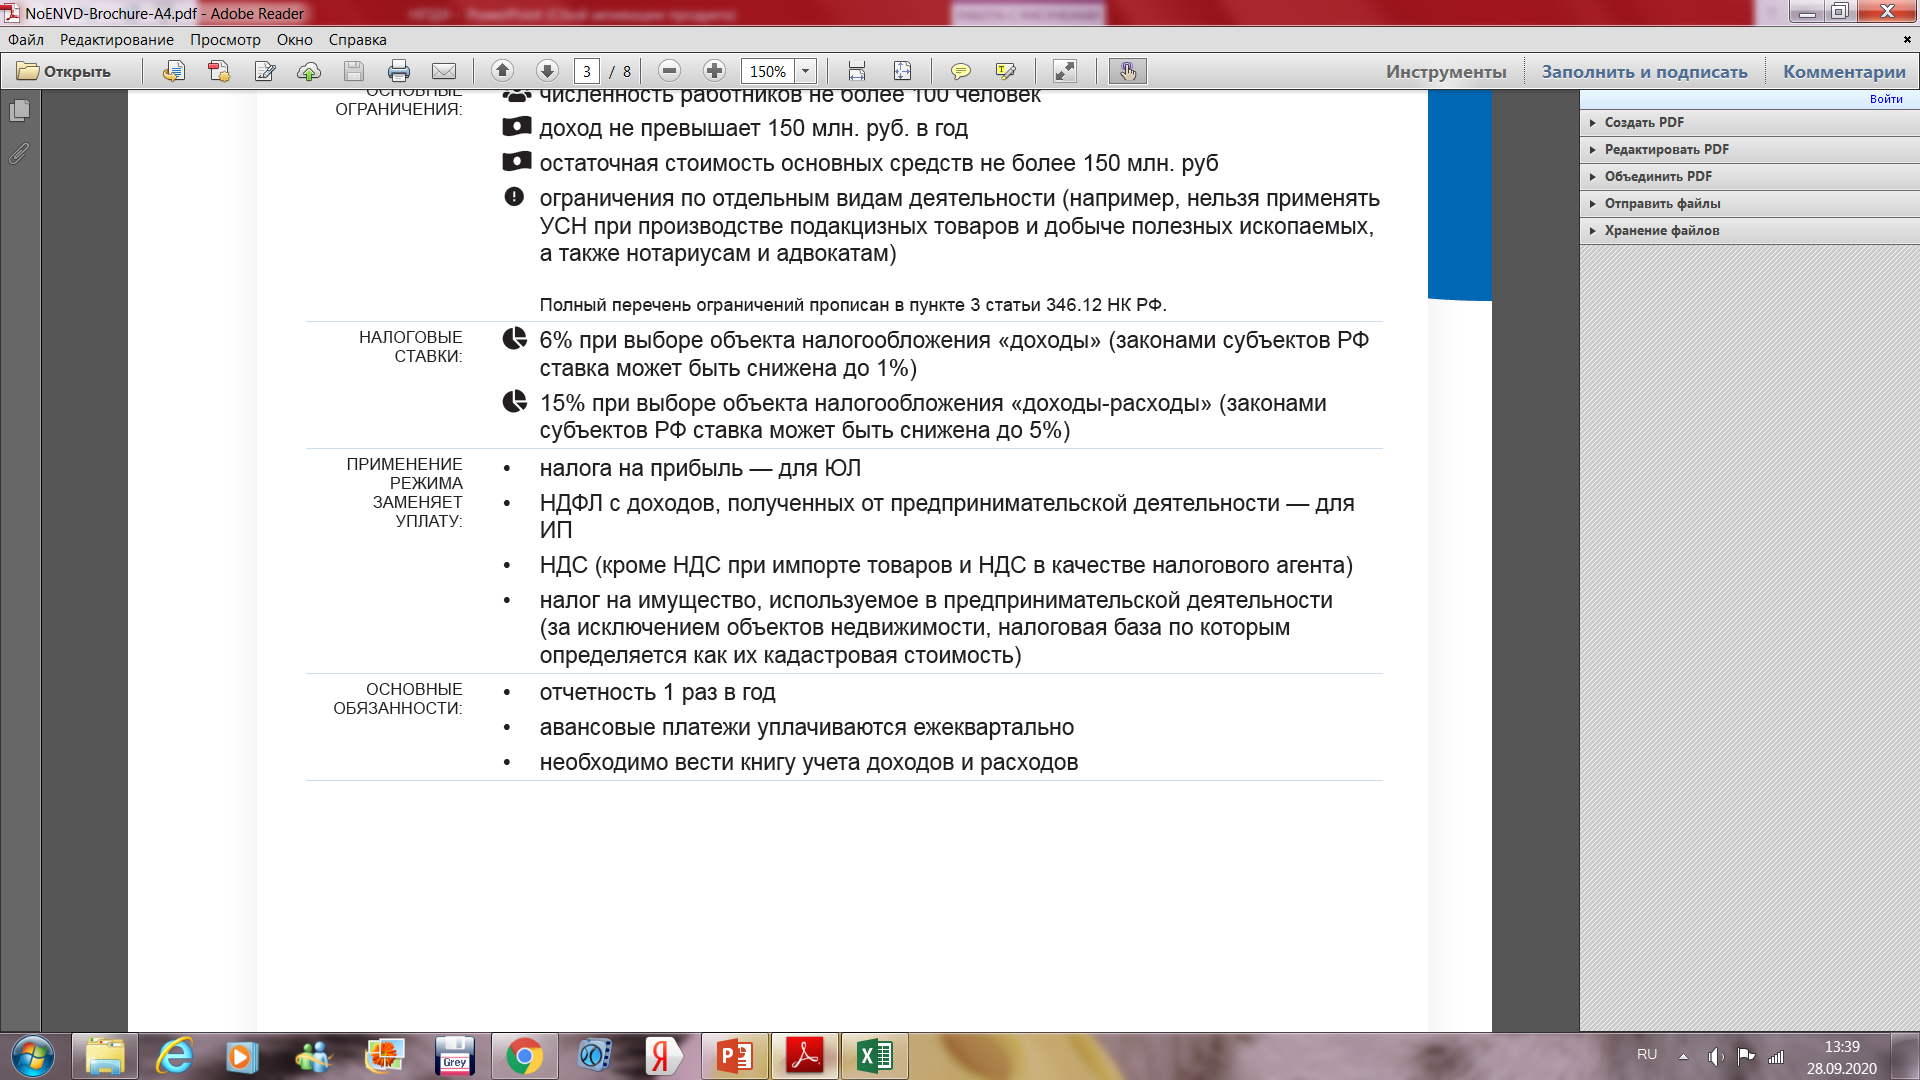 NoENVD-Brochure-A4.pdf - Adobe Reader
Файл Редактирование Просмотр Окно Справка
Открыть 3 / 8 150% Инструменты Заполнить и подписать Комментарии
Войти
Создать PDF
Редактировать PDF
Объединить PDF
Отправить файлы
Хранение файлов
ОСНОВНЫЕ
ОГРАНИЧЕНИЯ:
численность работников не более 100 человек
доход не превышает 150 млн. руб. в год
остаточная стоимость основных средств не более 150 млн. руб
ограничения по отдельным видам деятельности (например, нельзя применять
УСН при производстве подакцизных товаров и добыче полезных ископаемых,
а также нотариусам и адвокатам)
Полный перечень ограничений прописан в пункте 3 статьи 346.12 НК РФ.
НАЛОГОВЫЕ
СТАВКИ:
6% при выборе объекта налогообложения «доходы» (законами субъектов РФ
ставка может быть снижена до 1%)
15% при выборе объекта налогообложения «доходы-расходы» (законами
субъектов РФ ставка может быть снижена до 5%)
ПРИМЕНЕНИЕ
РЕЖИМА
ЗАМЕНЯЕТ
УПЛАТУ:
• налога на прибыль — для ЮЛ
• НДФЛ с доходов, полученных от предпринимательской деятельности — для
ИП
• НДС (кроме НДС при импорте товаров и НДС в качестве налогового агента)
• налог на имущество, используемое в предпринимательской деятельности
(за исключением объектов недвижимости, налоговая база по которым
определяется как их кадастровая стоимость)
ОСНОВНЫЕ
ОБЯЗАННОСТИ:
• отчетность 1 раз в год
• авансовые платежи уплачиваются ежеквартально
• необходимо вести книгу учета доходов и расходов
Grey
RU
13:39
28.09.2020